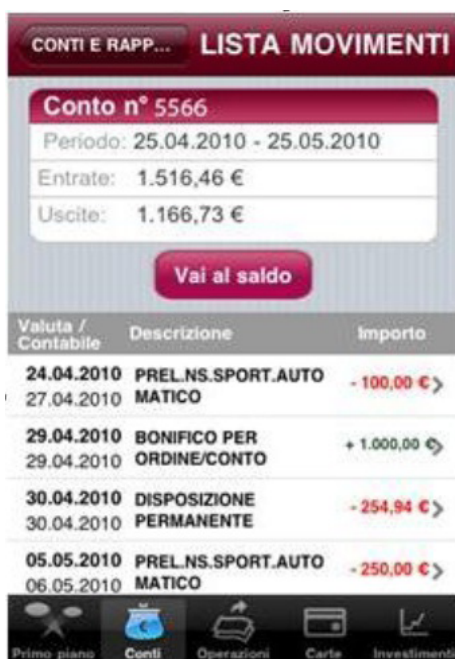 CONTI E RAPP... LISTA MOVIMENTI
Conto n° 5566
Periodo: 25.04.2010 - 25.05.2010
Entrate: 1.516,46 €
Uscite: 1.166,73 €
Vai al saldo
Valuta / Contabile Descrizione Importo
24.04.2010 PREL.NS.SPORT.AUTO
27.04.2010 MATICO - 100,00 €
29.04.2010 BONIFICO PER
29.04.2010 ORDINE/CONTO + 1.000,00 €
30.04.2010 DISPOSIZIONE
30.04.2010 PERMANENTE - 254,94 €
05.05.2010 PREL.NS.SPORT.AUTO
06.05.2010 MATICO - 250,00 €
Primo piano Conti Operazioni Carte Investimenti